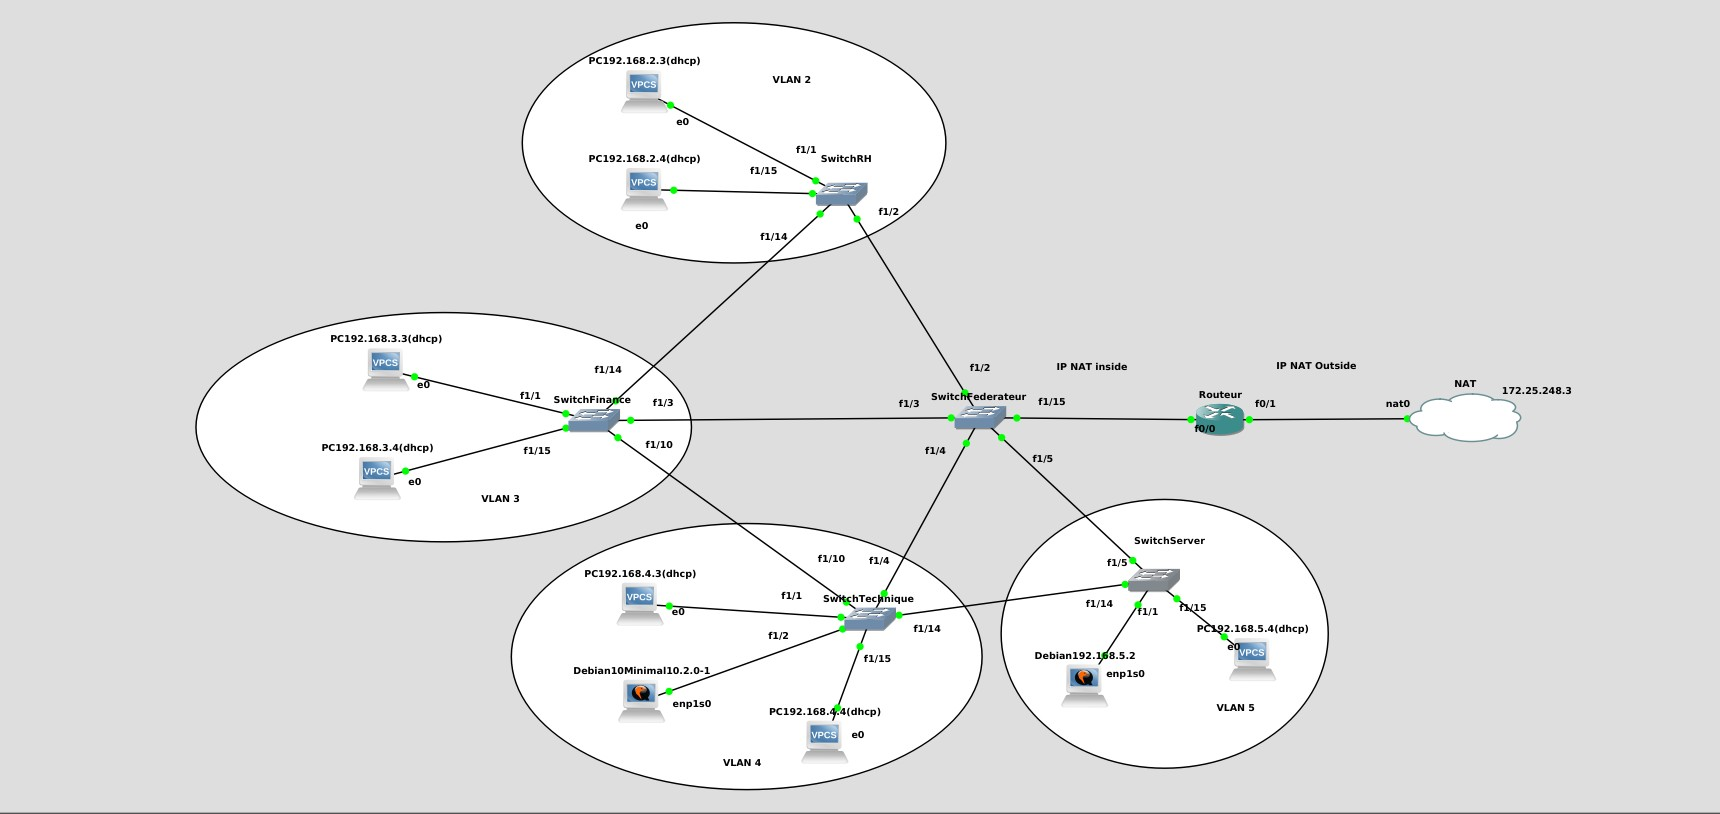 PC192.168.2.3(dhcp)
VLAN 2
VPCS
e0
f1/1
SwitchRH
PC192.168.2.4(dhcp)
f1/15
VPCS
e0
f1/2
f1/14
PC192.168.3.3(dhcp)
VPCS
e0
f1/1
f1/14
SwitchFinance
f1/3
PC192.168.3.4(dhcp)
VPCS
e0
f1/15
f1/10
VLAN 3
f1/2
SwitchFederateur
f1/3
f1/15
f1/4
f1/5
IP NAT inside
Routeur
f0/0
f0/1
IP NAT Outside
NAT
172.25.248.3
nat0
f1/10
f1/4
PC192.168.4.3(dhcp)
VPCS
e0
f1/1
SwitchTechnique
f1/2
f1/14
f1/15
Debian10Minimal10.2.0-1
enp1s0
PC192.168.4.4(dhcp)
VPCS
e0
VLAN 4
SwitchServer
f1/5
f1/14
f1/1
f1/15
PC192.168.5.4(dhcp)
e0
VPCS
Debian192.168.5.2
enp1s0
VLAN 5